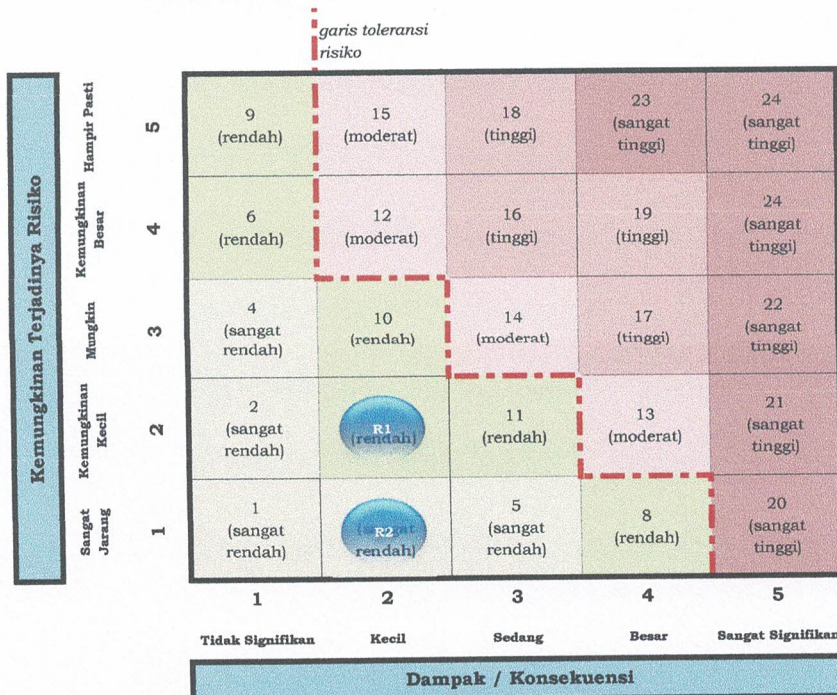 garis toleransi
risiko
Kemungkinan Terjadinya Risiko
Hampir Pasti
5
9
(rendah)
15
(moderat)
18
(tinggi)
23
(sangat
tinggi)
24
(sangat
tinggi)
Kemungkinan
Besar
4
6
(rendah)
12
(moderat)
16
(tinggi)
19
(tinggi)
24
(sangat
tinggi)
Mungkin
3
4
(sangat
rendah)
10
(rendah)
14
(moderat)
17
(tinggi)
22
(sangat
tinggi)
Kemungkinan
Kecil
2
2
(sangat
rendah)
R1
(rendah)
11
(rendah)
13
(moderat)
21
(sangat
tinggi)
Sangat
Jarang
1
1
(sangat
rendah)
(sangat
R2
rendah)
5
(sangat
rendah)
8
(rendah)
20
(sangat
tinggi)
1 2 3 4 5
Tidak Signifikan Kecil Sedang Besar Sangat Signifikan
Dampak / Konsekuensi